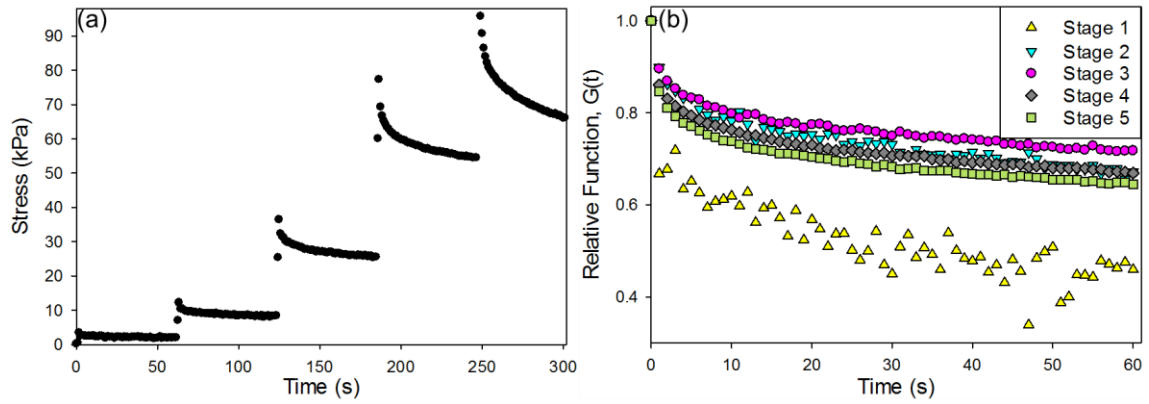 (a)
90
80
70
60
50
40
30
20
10
0
Stress (kPa)
0 50 100 150 200 250 300
Time (s)
(b)
1.0
0.8
0.6
0.4
Relative Function, G(t)
0 10 20 30 40 50 60
Time (s)
Stage 1
Stage 2
Stage 3
Stage 4
Stage 5